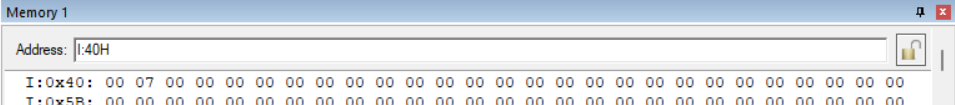 Memory 1
Address: I:40H
I:0x40: 00 07 00 00 00 00 00 00 00 00 00 00 00 00 00 00 00 00 00 00 00 00 00 00 00 00 00
I:0x5B: 00 00 00 00 00 00 00 00 00 00 00 00 00 00 00 00 00 00 00 00 00 00 00 00 00 00 00